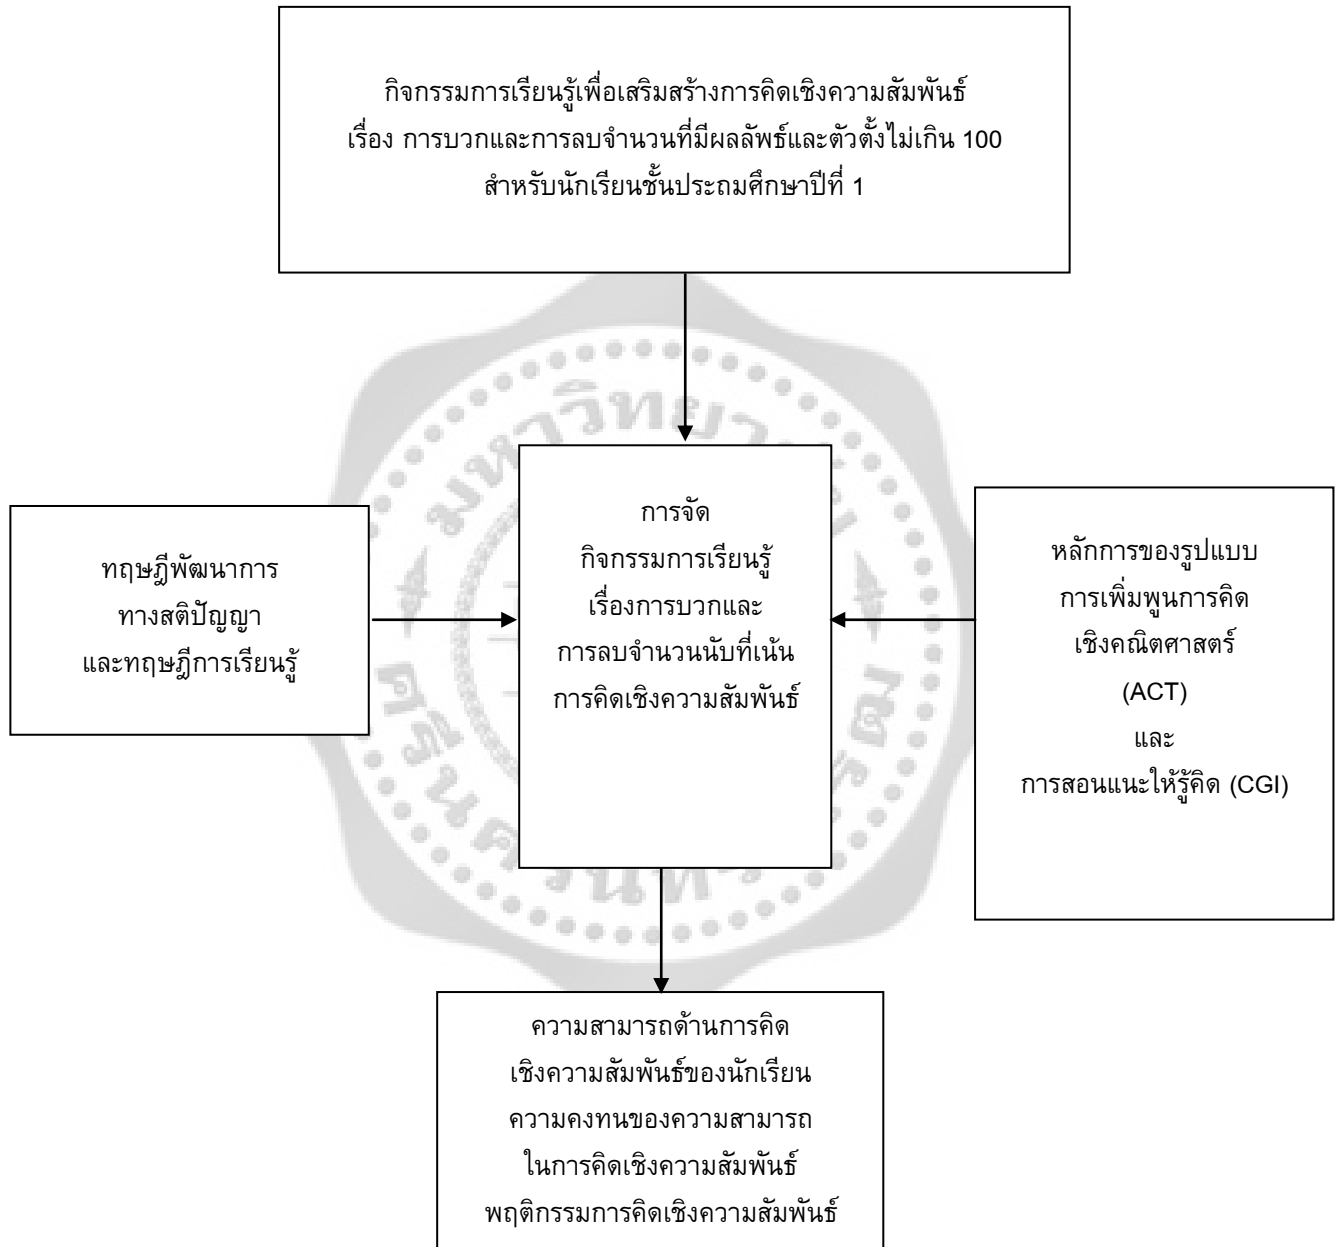 กิจกรรมการเรียนรู้เพื่อเสริมสร้างการคิดเชิงความสัมพันธ์
เรื่อง การบวกและการลบจำนวนที่มีผลลัพธ์และตัวตั้งไม่เกิน 100
สำหรับนักเรียนชั้นประถมศึกษาปีที่ 1
ทฤษฎีพัฒนาการ
ทางสติปัญญา
และทฤษฎีการเรียนรู้
การจัด
กิจกรรมการเรียนรู้
เรื่องการบวกและ
การลบจำนวนนับที่เน้น
การคิดเชิงความสัมพันธ์
หลักการของรูปแบบ
การเพิ่มพูนการคิด
เชิงคณิตศาสตร์
(ACT)
และ
การสอนแนะให้รู้คิด (CGI)
ความสามารถด้านการคิด
เชิงความสัมพันธ์ของนักเรียน
ความคงทนของความสามารถ
ในการคิดเชิงความสัมพันธ์
พฤติกรรมการคิดเชิงความสัมพันธ์